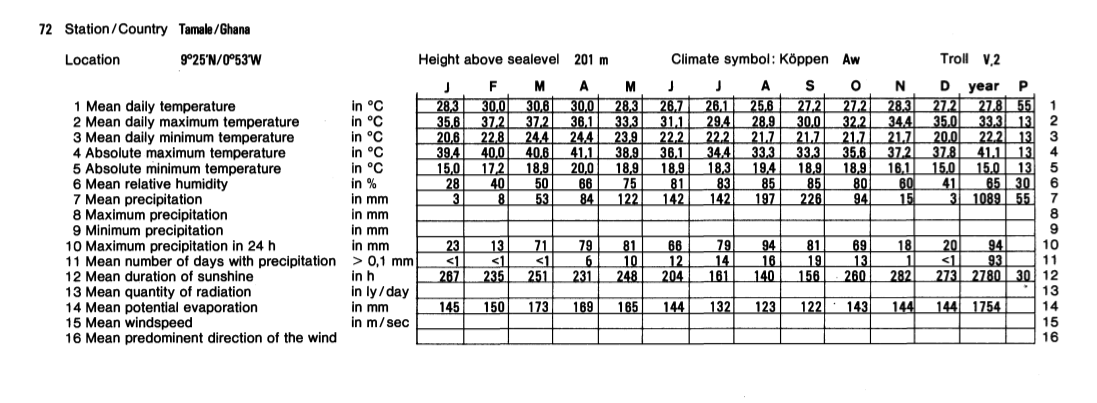 72 Station/Country Tamale/Ghana
Location 9°25'N/0°53'W Height above sealevel 201 m Climate symbol: Köppen Aw Troll V,2
J F M A M J J A S O N D year P
1 Mean daily temperature in °C 28,3 30,0 30,6 30,0 28,3 26,7 26,1 25,6 27,2 27,2 28,3 27,2 27,8 55 1
2 Mean daily maximum temperature in °C 35,6 37,2 37,2 36,1 33,3 31,1 29,4 28,9 30,0 32,2 34,4 35,0 33,3 13 2
3 Mean daily minimum temperature in °C 20,6 22,8 24,4 24,4 23,9 22,2 22,2 21,7 21,7 21,7 21,7 20,0 22,2 13 3
4 Absolute maximum temperature in °C 39,4 40,0 40,6 41,1 38,9 36,1 34,4 33,3 33,3 35,6 37,2 37,8 41,1 13 4
5 Absolute minimum temperature in °C 15,0 17,2 18,9 20,0 18,9 18,9 18,3 19,4 18,9 18,9 16,1 15,0 15,0 13 5
6 Mean relative humidity in % 28 40 50 66 75 81 83 85 85 80 60 41 65 30 6
7 Mean precipitation in mm 3 8 53 84 122 142 142 197 226 94 15 3 1089 55 7
8 Maximum precipitation in mm 8
9 Minimum precipitation in mm 9
10 Maximum precipitation in 24 h in mm 23 13 71 79 81 66 79 94 81 69 18 20 94 10
11 Mean number of days with precipitation > 0,1 mm <1 <1 <1 6 10 12 14 16 19 13 1 <1 93 11
12 Mean duration of sunshine in h 267 235 251 231 248 204 161 140 156 260 282 273 2780 30 12
13 Mean quantity of radiation in ly/day 13
14 Mean potential evaporation in mm 145 150 173 169 165 144 132 123 122 143 144 144 1754 14
15 Mean windspeed in m/sec 15
16 Mean predominent direction of the wind 16